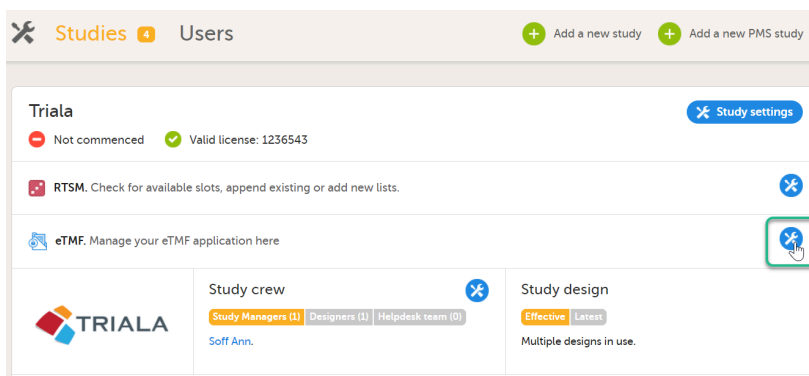 Studies 4 Users
Add a new study Add a new PMS study
Triala
Study settings
Not commenced Valid license: 1236543
RTSM. Check for available slots, append existing or add new lists.
eTMF. Manage your eTMF application here
TRIALA
Study crew
Study Managers (1) Designers (1) Helpdesk team (0)
Soff Ann.
Study design
Effective Latest
Multiple designs in use.